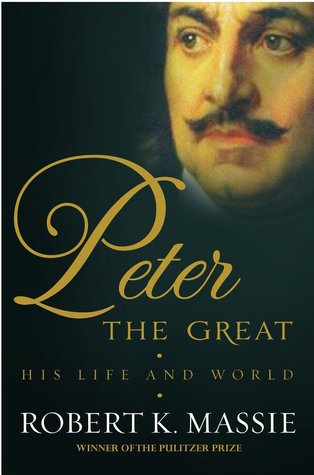 Peter
THE GREAT
HIS LIFE AND WORLD
ROBERT K. MASSIE
WINNER OF THE PULITZER PRIZE